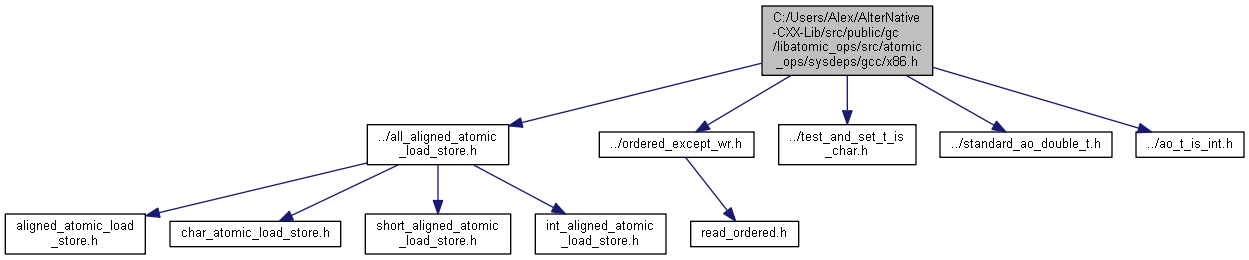 C:/Users/Alex/AlterNative
-CXX-Lib/src/public/gc
/libatomic_ops/src/atomic
_ops/sysdeps/gcc/x86.h
../all_aligned_atomic
_load_store.h
../ordered_except_wr.h
../test_and_set_t_is
_char.h
../standard_ao_double_t.h
../ao_t_is_int.h
aligned_atomic_load
_store.h
char_atomic_load_store.h
short_aligned_atomic
_load_store.h
int_aligned_atomic
_load_store.h
read_ordered.h